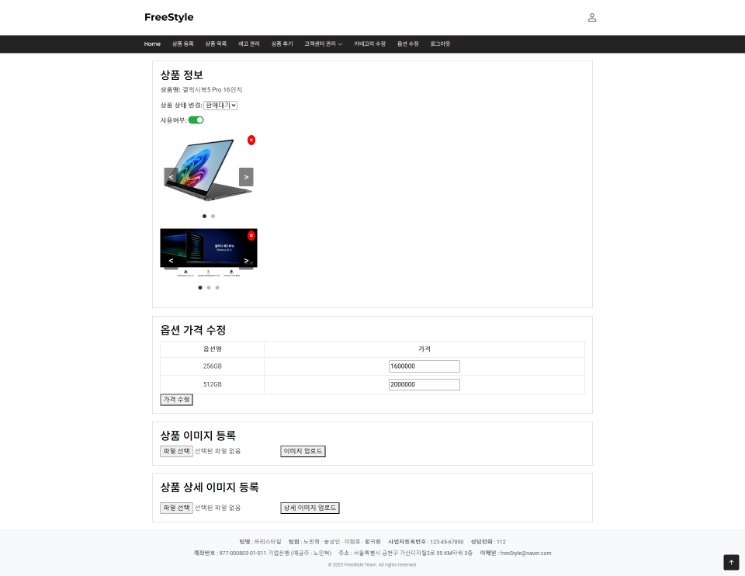 FreeStyle
Home 상품 등록 상품 목록 재고 관리 상품 후기 고객센터 관리 카테고리 수정 옵션 수정 로그아웃
상품 정보
상품명: 갤럭시북5 Pro 16인치
상품 상태 변경: 판매대기
사용여부:
< >
< >
옵션 가격 수정
옵션명 가격
256GB 1600000
512GB 2000000
가격 수정
상품 이미지 등록
파일 선택 선택된 파일 없음 이미지 업로드
상품 상세 이미지 등록
파일 선택 선택된 파일 없음 상세 이미지 업로드
팀명 : 프리스타일 팀원 : 노민혁 · 송성민 · 이정호 · 황귀환 사업자등록번호 : 123-45-67890 상담전화 : 112
계좌번호 : 977-000803-01-011 기업은행 (예금주 : 노민혁) 주소 : 서울특별시 금천구 가산디지털2로 95 KM타워 3층 이메일 : freeStyle@naver.com
© 2025 FreeStyle Team. All rights reserved.